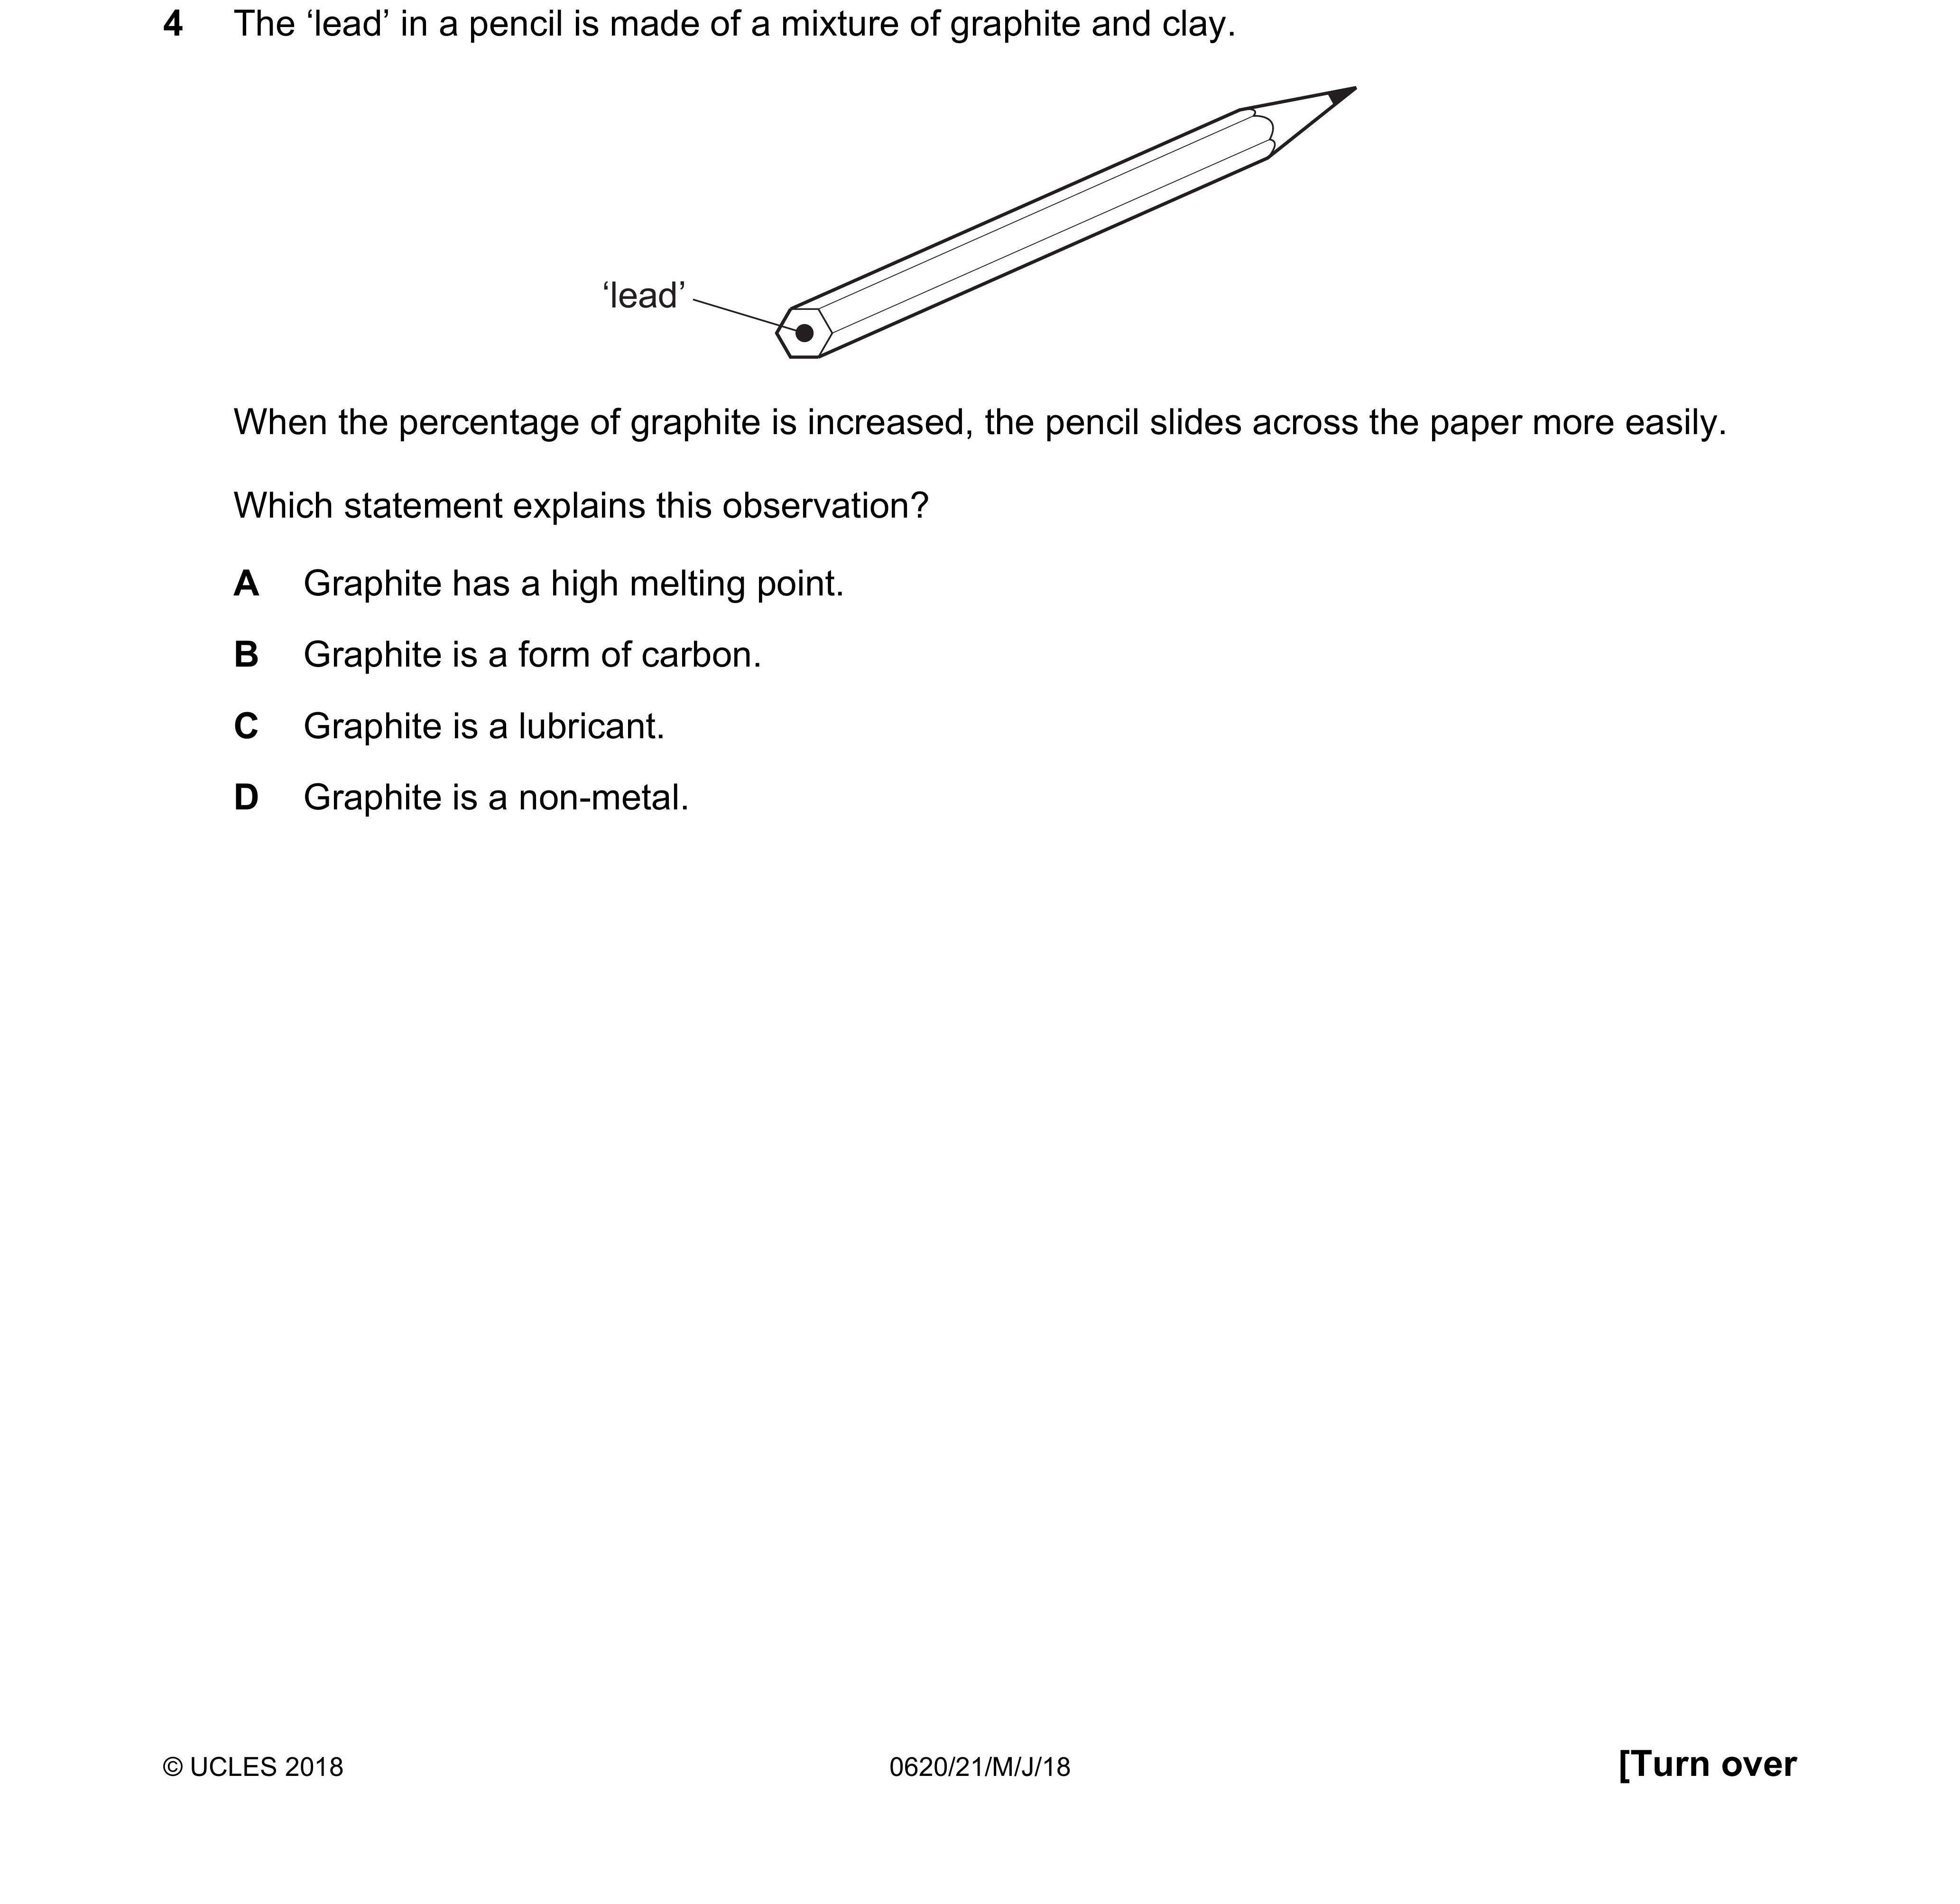 4 The ‘lead’ in a pencil is made of a mixture of graphite and clay.
‘lead’
When the percentage of graphite is increased, the pencil slides across the paper more easily.
Which statement explains this observation?
A Graphite has a high melting point.
B Graphite is a form of carbon.
C Graphite is a lubricant.
D Graphite is a non-metal.
© UCLES 2018 0620/21/M/J/18 [Turn over